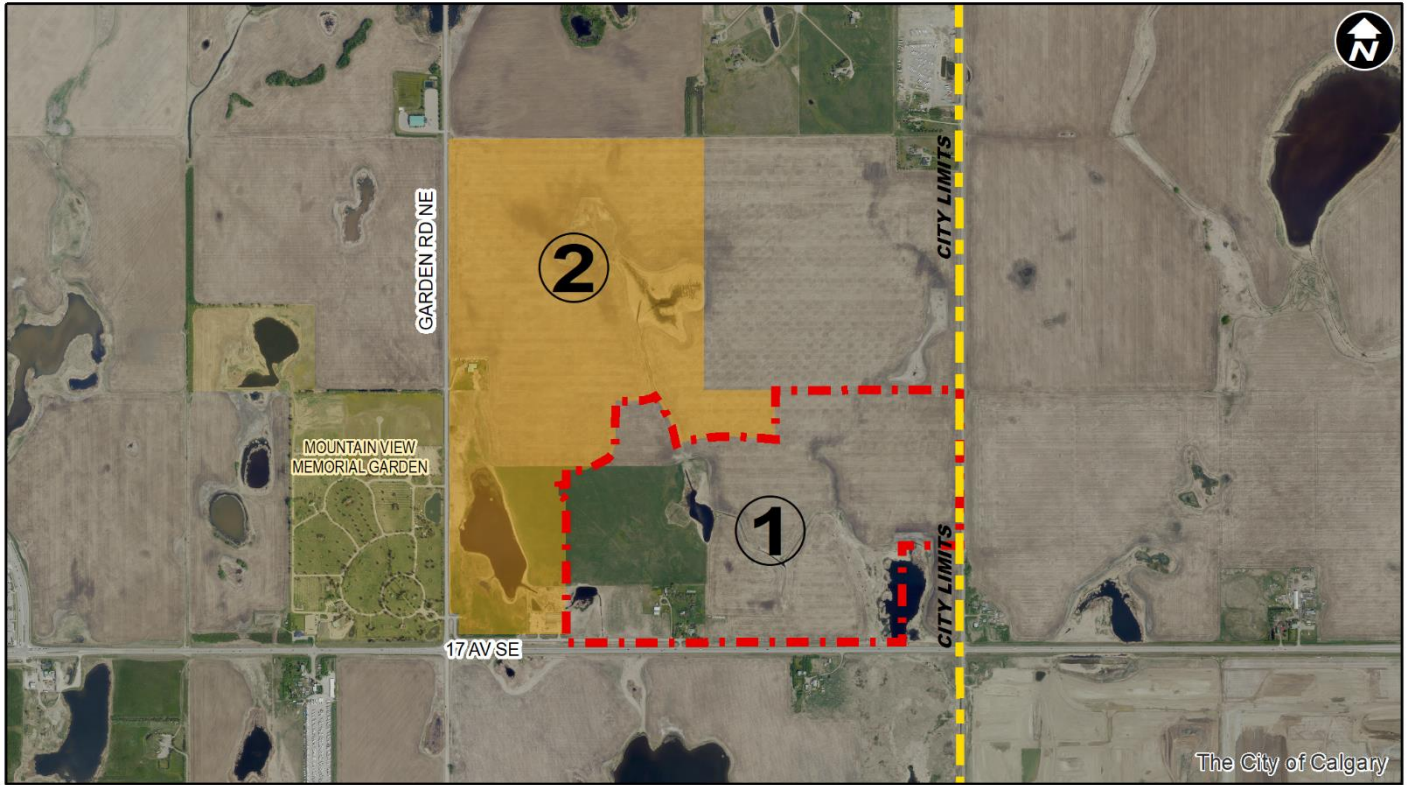 N
CITY LIMITS
GARDEN RD NE
2
MOUNTAIN VIEW
MEMORIAL GARDEN
1
CITY LIMITS
17 AV SE
The City of Calgary